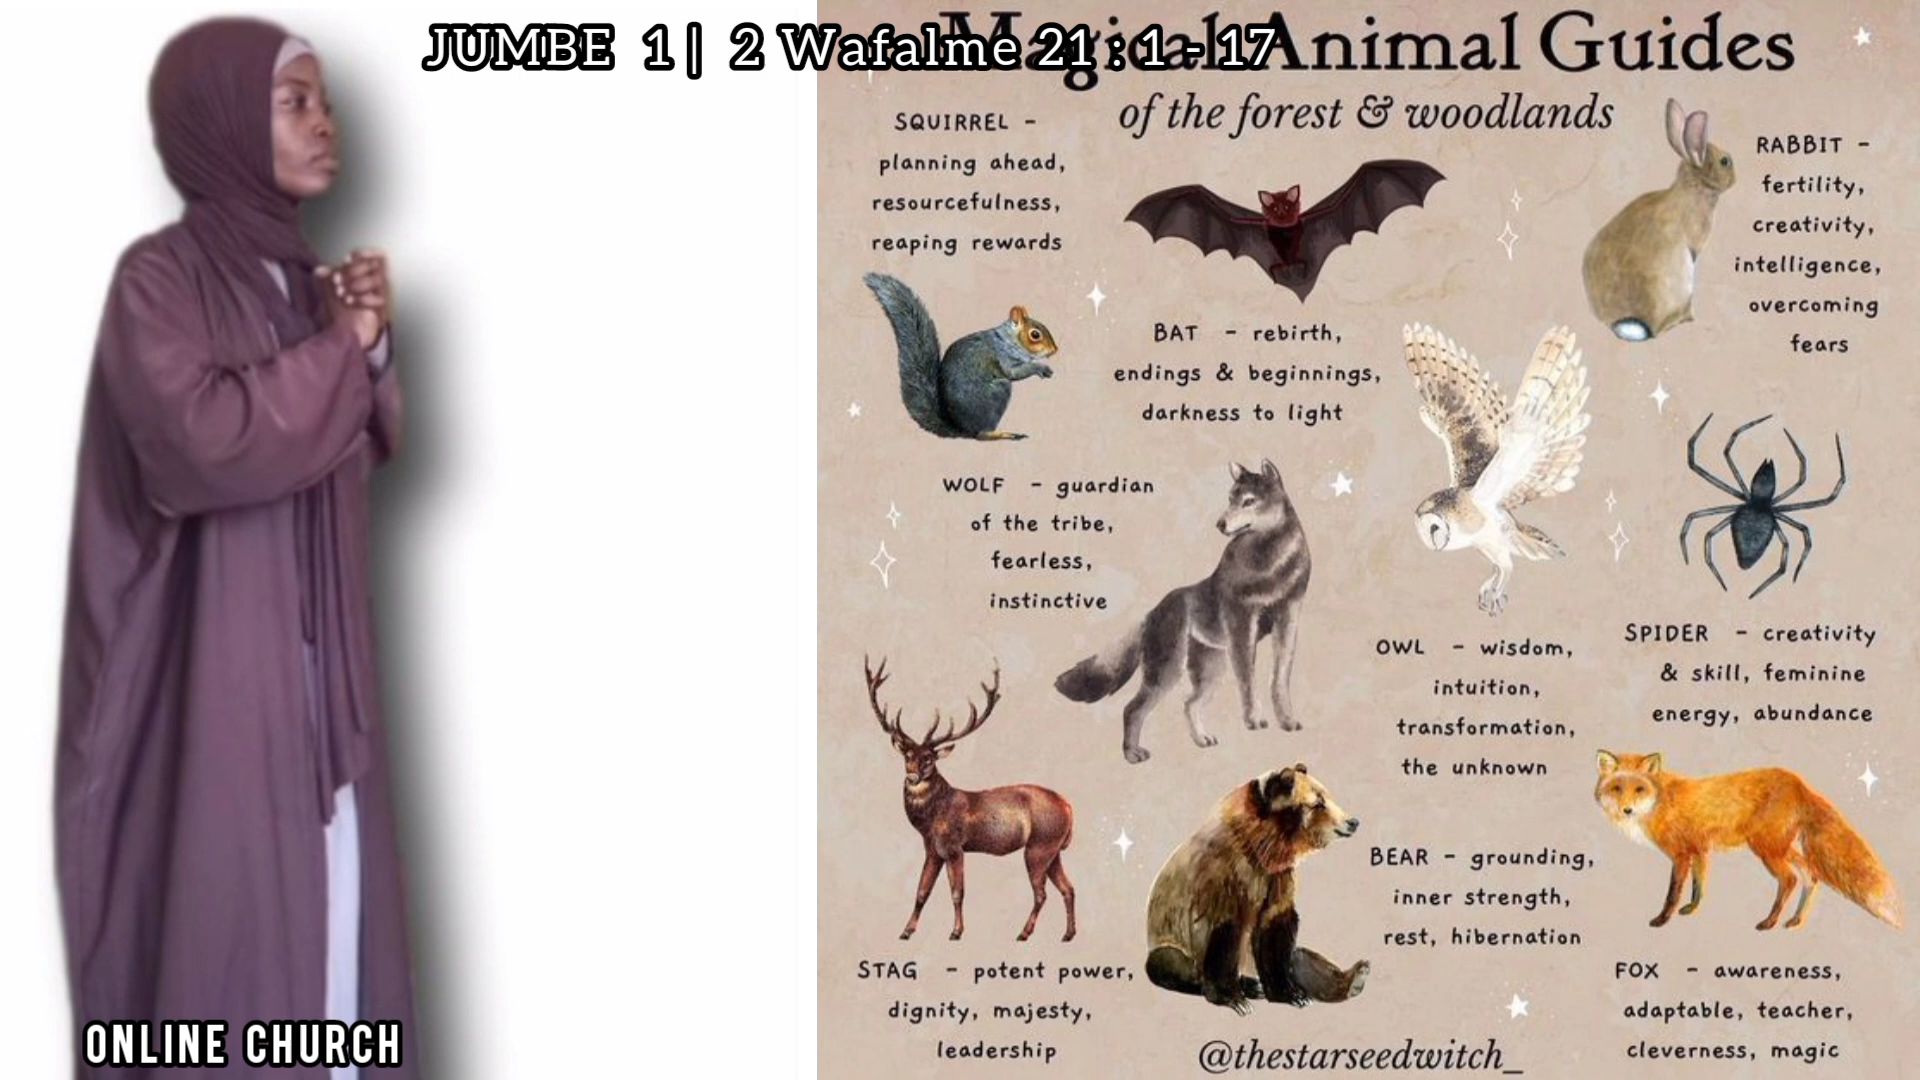 JUMBE 1 | 2 Wafalme 21 : 1 - 17
Magical Animal Guides
of the forest & woodlands
SQUIRREL -
planning ahead,
resourcefulness,
reaping rewards
RABBIT -
fertility,
creativity,
intelligence,
overcoming
fears
BAT - rebirth,
endings & beginnings,
darkness to light
WOLF - guardian
of the tribe,
fearless,
instinctive
OWL - wisdom,
intuition,
transformation,
the unknown
SPIDER - creativity
& skill, feminine
energy, abundance
BEAR - grounding,
inner strength,
rest, hibernation
STAG - potent power,
dignity, majesty,
leadership
FOX - awareness,
adaptable, teacher,
cleverness, magic
@thestarseedwitch_
ONLINE CHURCH